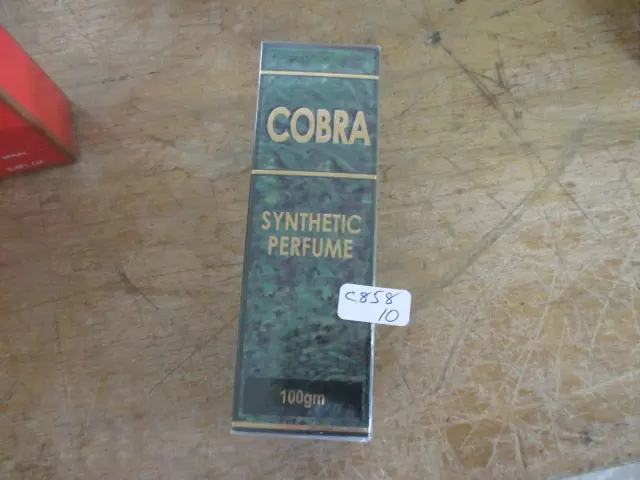 COBRA
SYNTHETIC
PERFUME
C858
10
100gm